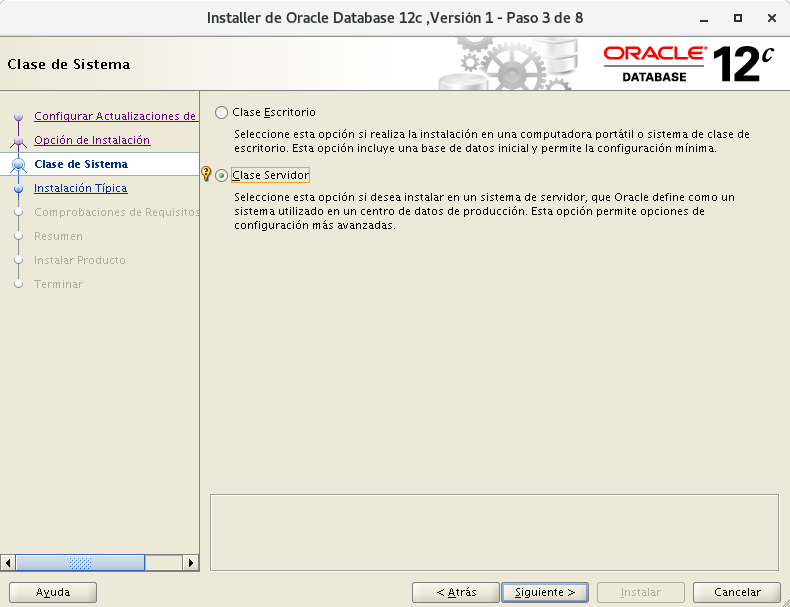 Installer de Oracle Database 12c ,Versión 1 - Paso 3 de 8
Clase de Sistema
ORACLE®
DATABASE
12c
Configurar Actualizaciones de
Opción de Instalación
Clase de Sistema
Instalación Típica
Comprobaciones de Requisitos
Resumen
Instalar Producto
Terminar
Clase Escritorio
Seleccione esta opción si realiza la instalación en una computadora portátil o sistema de clase de
escritorio. Esta opción incluye una base de datos inicial y permite la configuración mínima.
Clase Servidor
Seleccione esta opción si desea instalar en un sistema de servidor, que Oracle define como un
sistema utilizado en un centro de datos de producción. Esta opción permite opciones de
configuración más avanzadas.
Ayuda
< Atrás
Siguiente >
Instalar
Cancelar